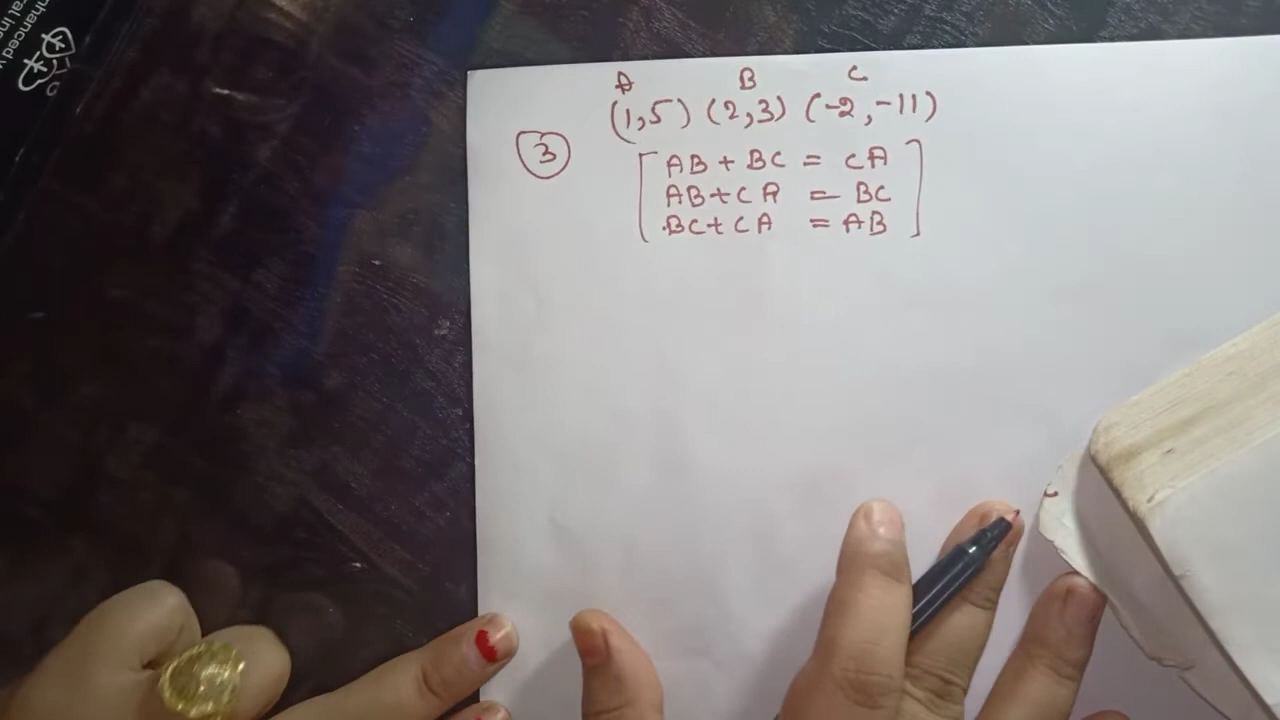 A B C
(1,5) (2,3) (-2,-11)
3 AB + BC = CA
AB + CA = BC
BC + CA = AB